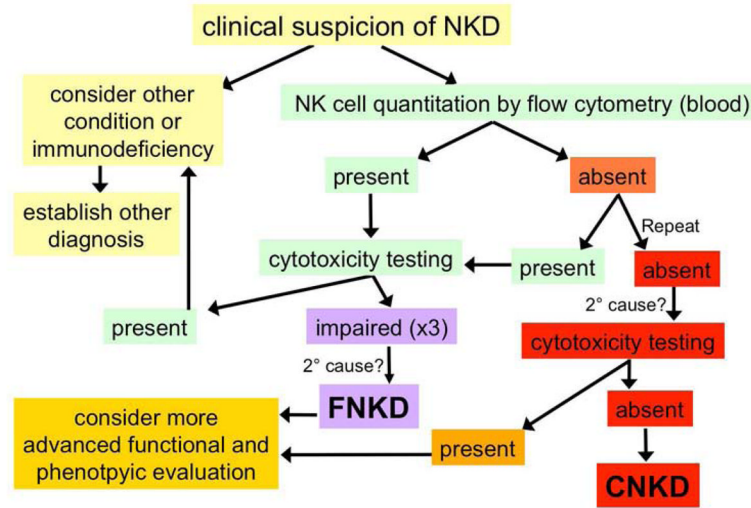 clinical suspicion of NKD
consider other
condition or
immunodeficiency
NK cell quantitation by flow cytometry (blood)
present
absent
establish other
diagnosis
Repeat
cytotoxicity testing
present
absent
2° cause?
present
impaired (x3)
cytotoxicity testing
2° cause?
FNKD
absent
consider more
advanced functional and
phenotpyic evaluation
present
CNKD